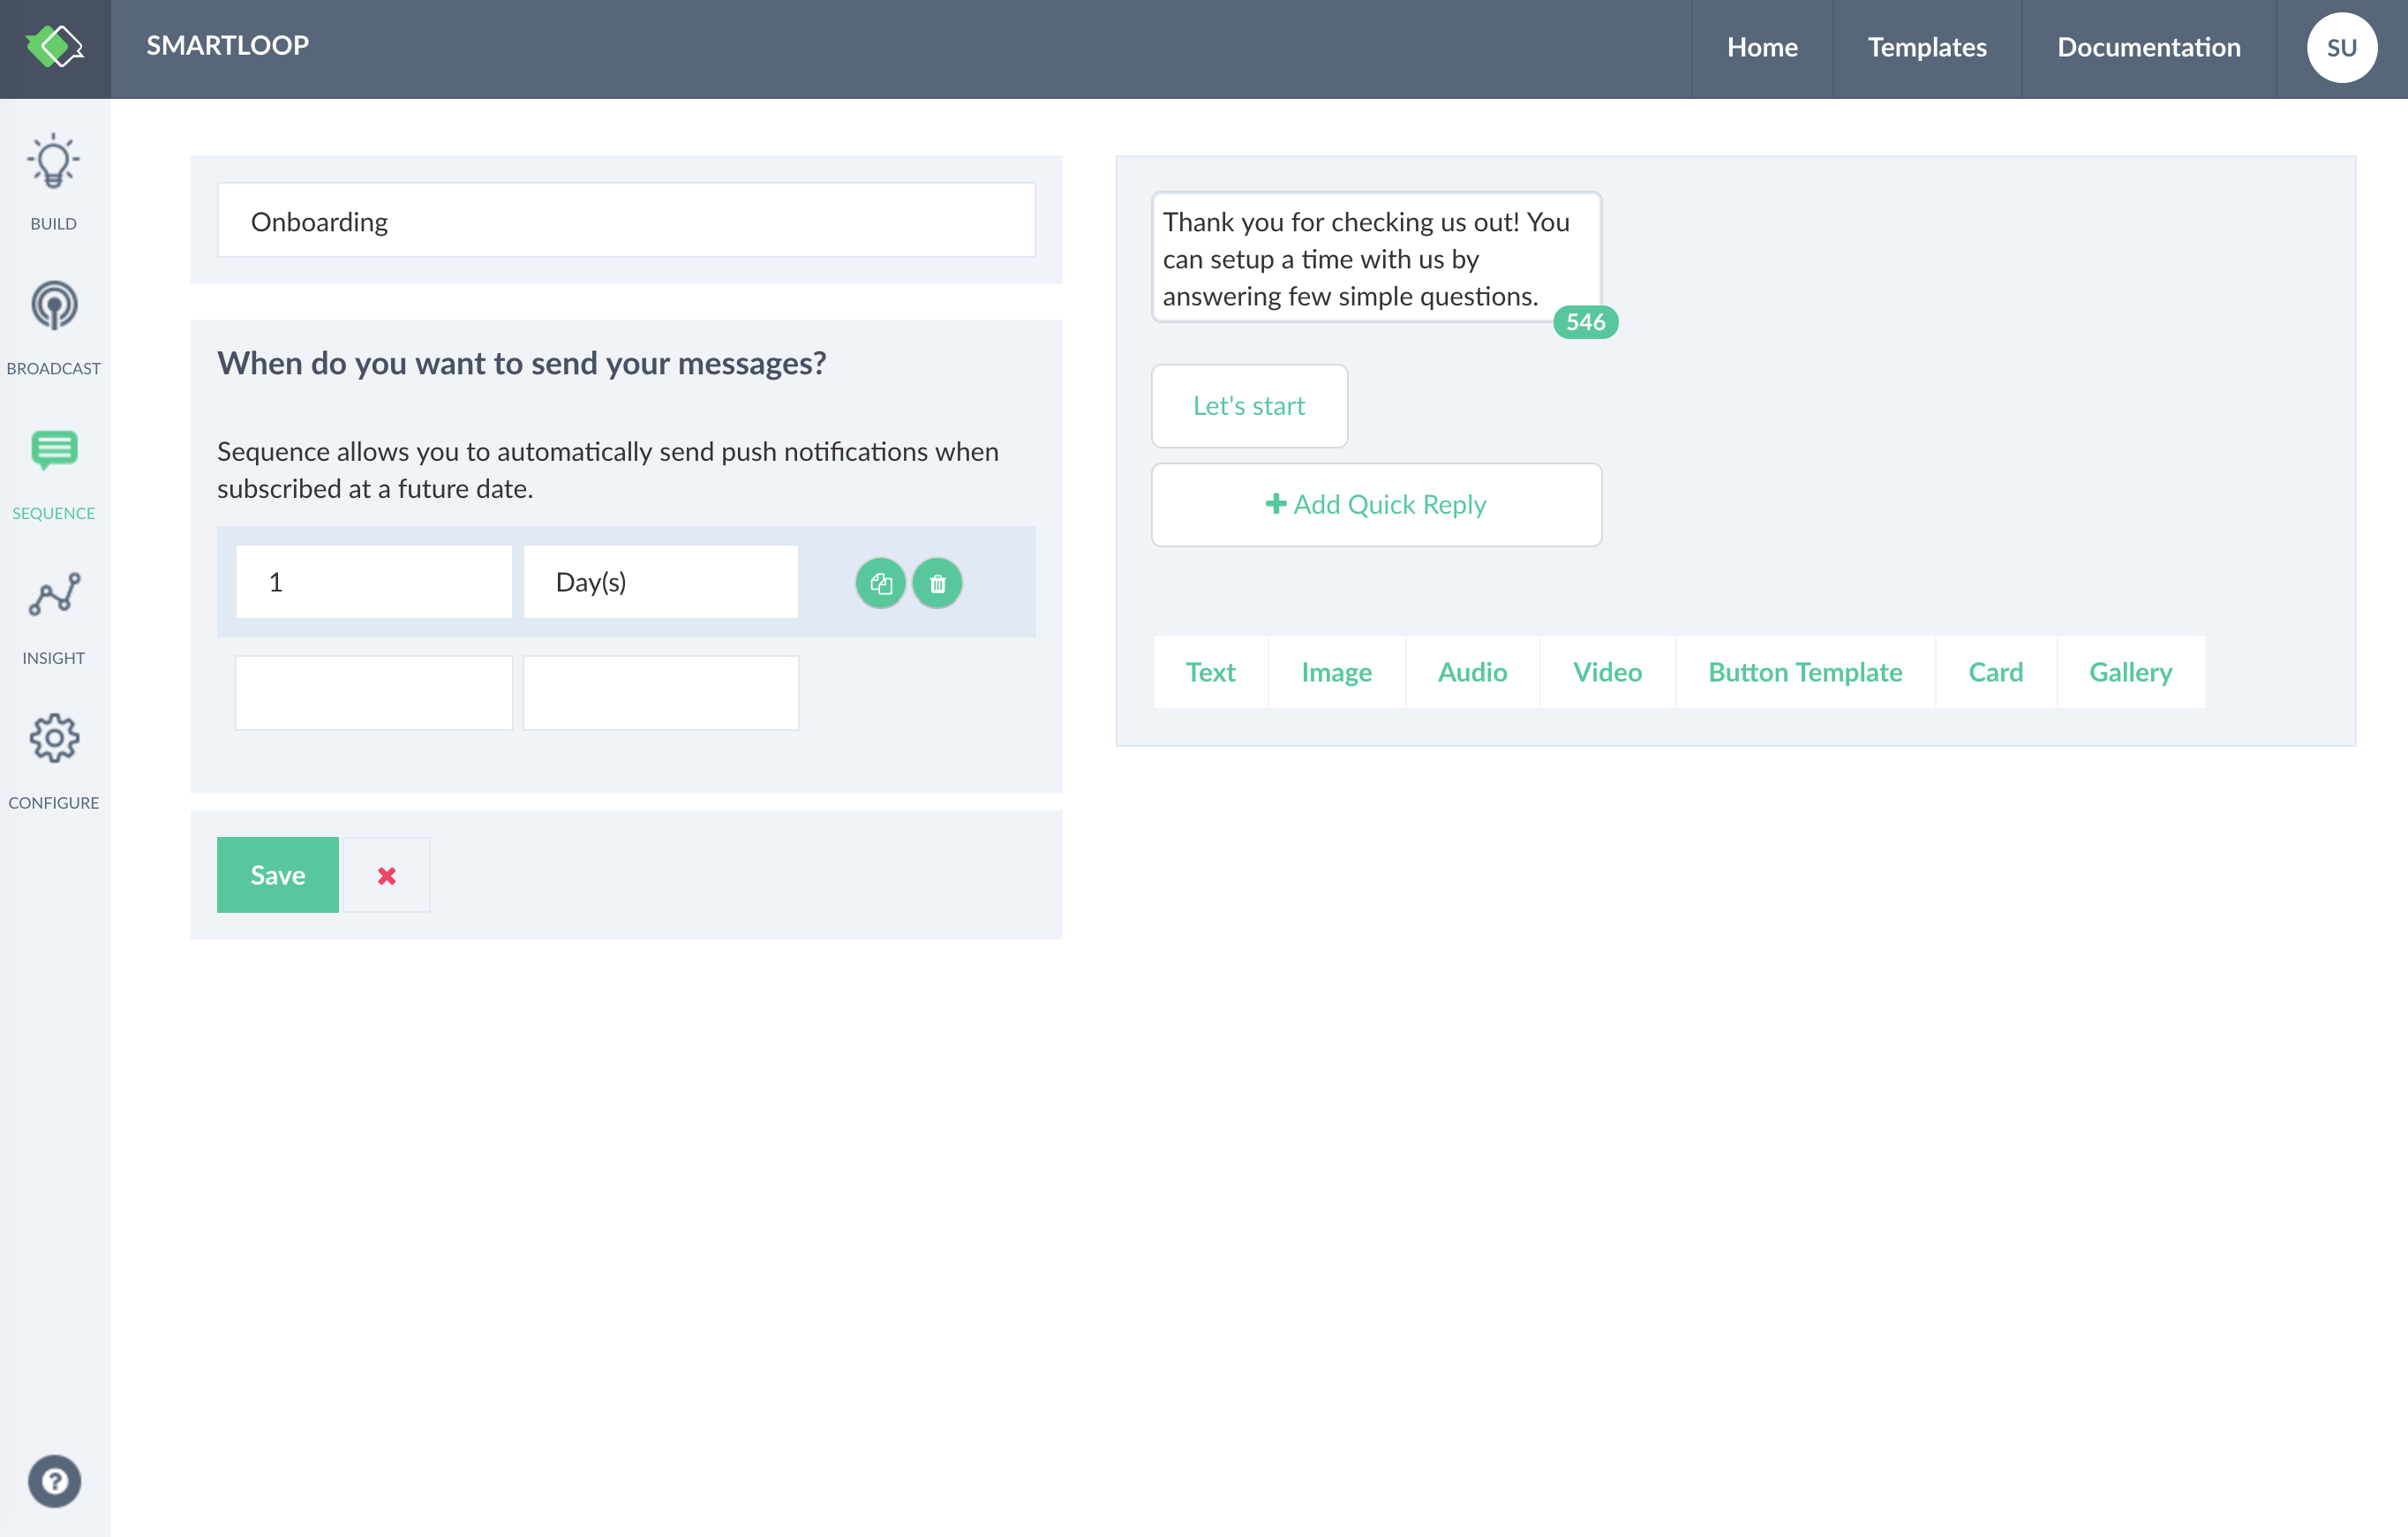 SMARTLOOP
Home
Templates
Documentation
SU
BUILD
BROADCAST
SEQUENCE
INSIGHT
CONFIGURE
?
Onboarding
When do you want to send your messages?
Sequence allows you to automatically send push notifications when
subscribed at a future date.
1
Day(s)
Save
Thank you for checking us out! You
can setup a time with us by
answering few simple questions.
546
Let's start
Add Quick Reply
Text
Image
Audio
Video
Button Template
Card
Gallery